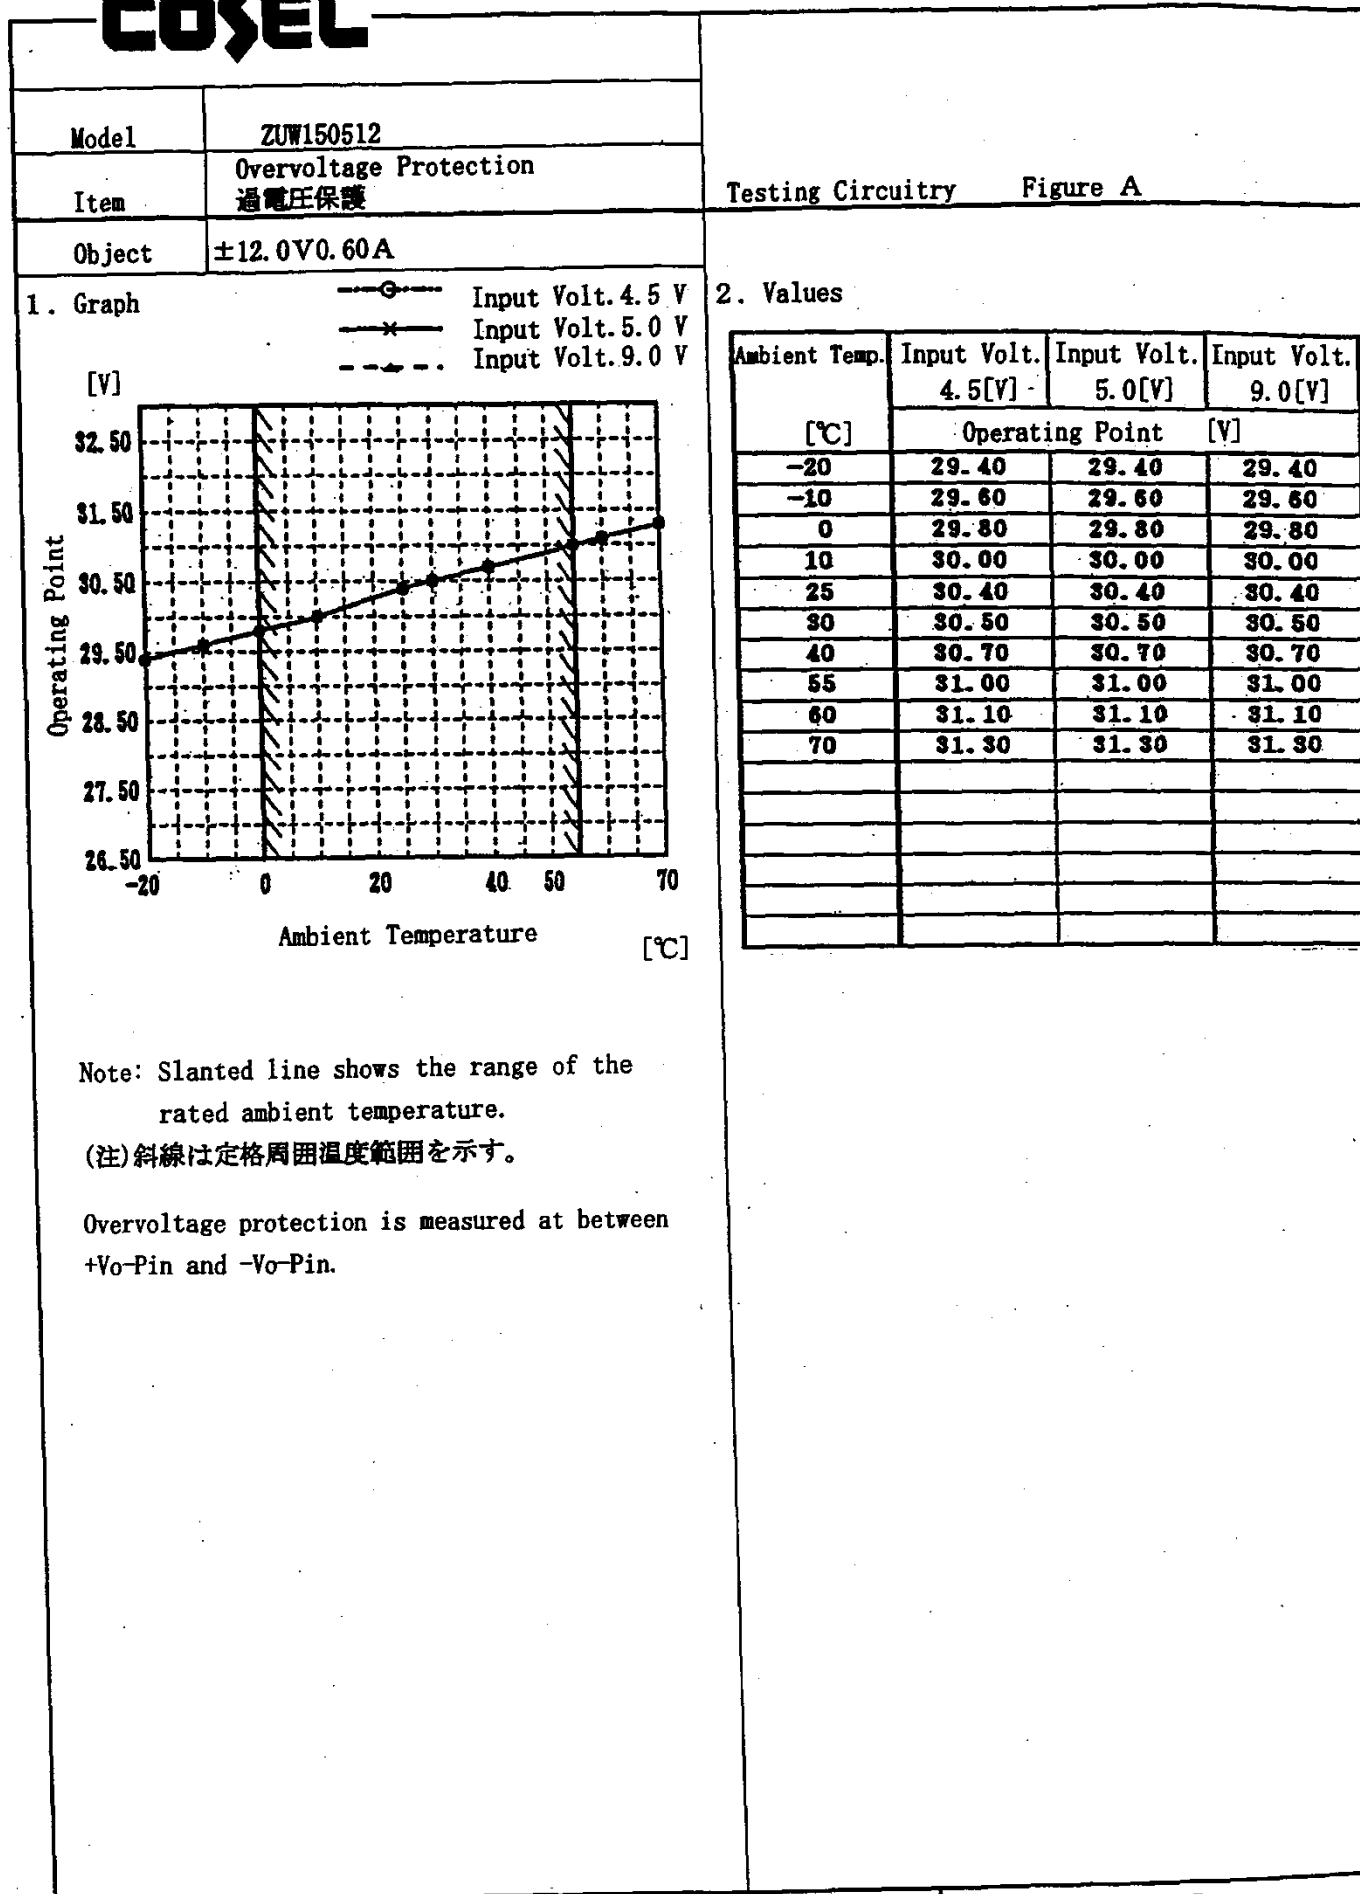 COSEL
Model ZUW150512
Item Overvoltage Protection
過電圧保護
Object ±12.0V0.60A
Testing Circuitry Figure A
1. Graph
Input Volt. 4.5 V
Input Volt. 5.0 V
Input Volt. 9.0 V
[V]
32.50
31.50
30.50
29.50
28.50
27.50
26.50
Operating Point
-20 0 20 40 50 70
Ambient Temperature [℃]
Note: Slanted line shows the range of the
rated ambient temperature.
(注)斜線は定格周囲温度範囲を示す。
Overvoltage protection is measured at between
+Vo-Pin and -Vo-Pin.
2. Values
Ambient Temp. Input Volt. Input Volt. Input Volt.
4.5[V] 5.0[V] 9.0[V]
[℃] Operating Point [V]
-20 29.40 29.40 29.40
-10 29.60 29.60 29.60
0 29.80 29.80 29.80
10 30.00 30.00 30.00
25 30.40 30.40 30.40
30 30.50 30.50 30.50
40 30.70 30.70 30.70
55 31.00 31.00 31.00
60 31.10 31.10 31.10
70 31.30 31.30 31.30